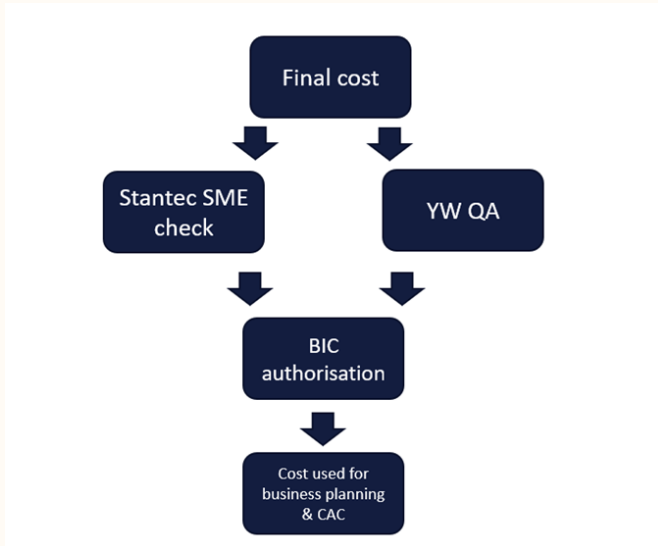 Final cost
Stantec SME
check
YW QA
BIC
authorisation
Cost used for
business planning
& CAC